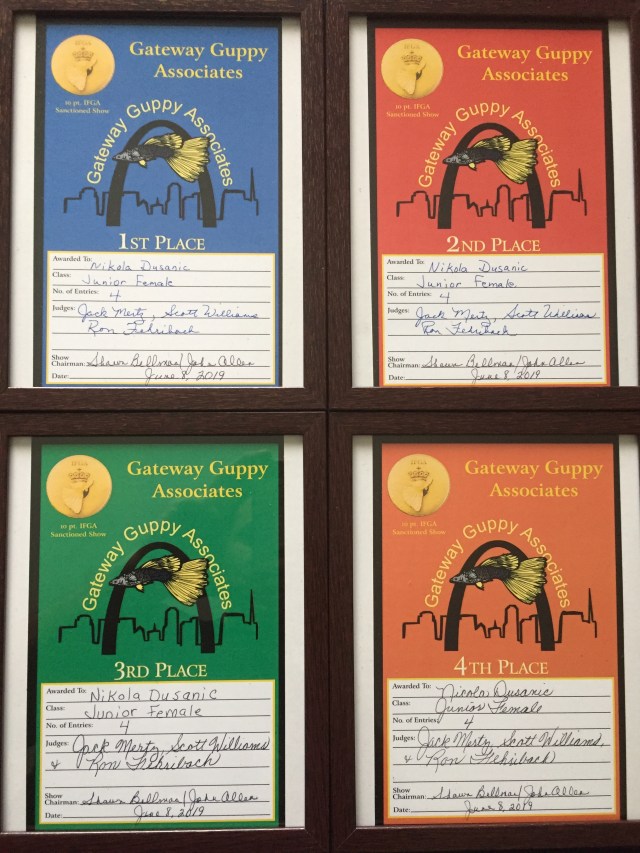 Gateway Guppy
Associates
10 pt. IFGA
Sanctioned Show
Gateway Guppy Associates
1ST PLACE
Awarded To: Nikola Dusanic
Class: Junior Female
No. of Entries: 4
Judges: Jack Mertz, Scott Williams
Ron Fehribach
Show
Chairman: Shawn Bellman/John Allen
Date: June 8, 2019
Gateway Guppy
Associates
10 pt. IFGA
Sanctioned Show
Gateway Guppy Associates
2ND PLACE
Awarded To: Nikola Dusanic
Class: Junior Female
No. of Entries: 4
Judges: Jack Mertz, Scott Williams
Ron Fehribach
Show
Chairman: Shawn Bellman/John Allen
Date: June 8, 2019
Gateway Guppy
Associates
10 pt. IFGA
Sanctioned Show
Gateway Guppy Associates
3RD PLACE
Awarded To: Nikola Dusanic
Class: Junior Female
No. of Entries: 4
Judges: Jack Mertz, Scott Williams
& Ron Fehribach
Show
Chairman: Shawn Bellman/John Allen
Date: June 8, 2019
Gateway Guppy
Associates
10 pt. IFGA
Sanctioned Show
Gateway Guppy Associates
4TH PLACE
Awarded To: Nicolos Dusanic
Class: Junior Female
No. of Entries: 4
Judges: Jack Mertz, Scott Williams,
& Ron Fehribach
Show
Chairman: Shawn Bellman/John Allen
Date: June 8, 2019